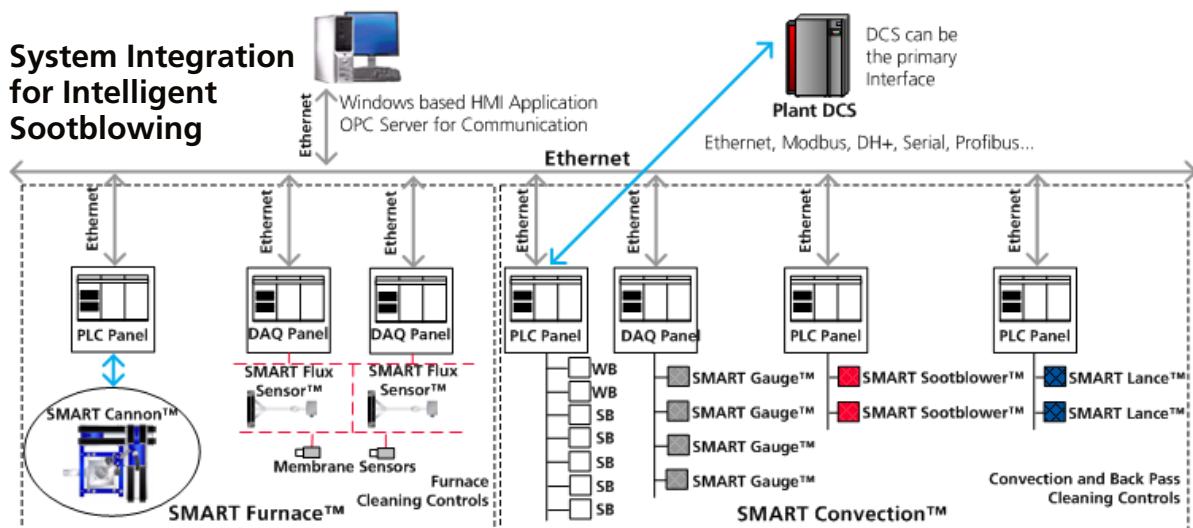 System Integration
for Intelligent
Sootblowing
Windows based HMI Application
OPC Server for Communication
DCS can be
the primary
Interface
Plant DCS
Ethernet, Modbus, DH+, Serial, Profibus...
Ethernet
Ethernet
Ethernet
Ethernet
Ethernet
Ethernet
Ethernet
Ethernet
Ethernet
PLC Panel
DAQ Panel
DAQ Panel
PLC Panel
DAQ Panel
PLC Panel
PLC Panel
SMART Cannon™
SMART Flux
Sensor™
SMART Flux
Sensor™
Membrane Sensors
Furnace
Cleaning Controls
SMART Furnace™
WB
WB
SB
SB
SB
SB
SB
SMART Gauge™
SMART Gauge™
SMART Gauge™
SMART Gauge™
SMART Sootblower™
SMART Sootblower™
SMART Lance™
SMART Lance™
Convection and Back Pass
Cleaning Controls
SMART Convection™